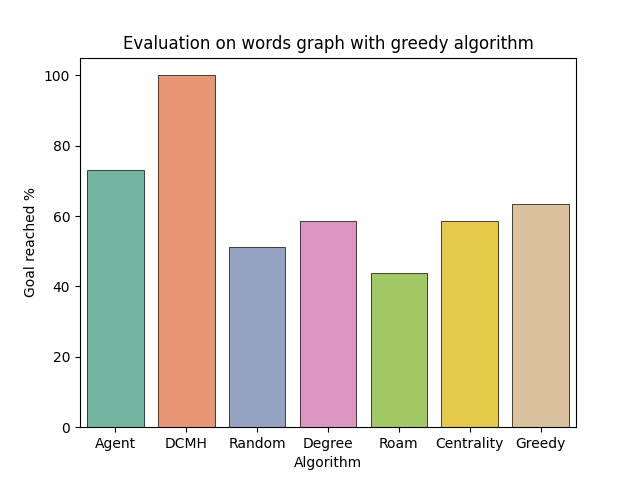 Evaluation on words graph with greedy algorithm
Goal reached %
100
80
60
40
20
0
Agent DCMH Random Degree Roam Centrality Greedy
Algorithm